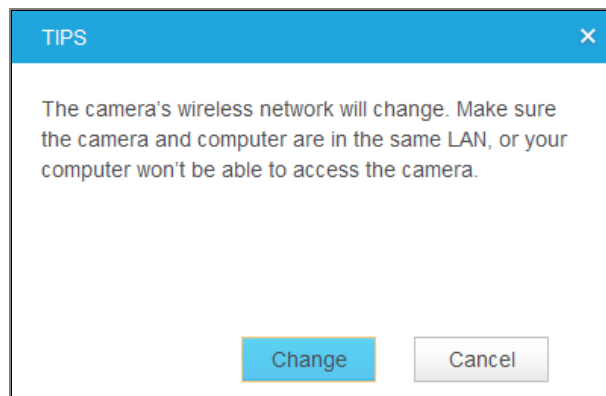 TIPS
The camera's wireless network will change. Make sure
the camera and computer are in the same LAN, or your
computer won't be able to access the camera.
Change Cancel